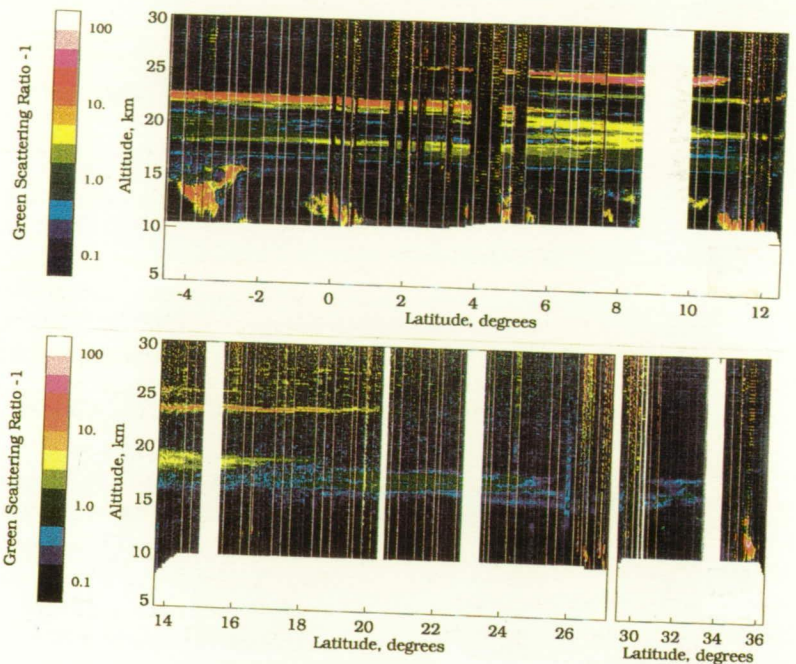 Green Scattering Ratio -1
100
10.
1.0
0.1
Altitude, km
30
25
20
15
10
5
-4 -2 0 2 4 6 8 10 12
Latitude, degrees
Green Scattering Ratio -1
100
10.
1.0
0.1
Altitude, km
30
25
20
15
10
5
14 16 18 20 22 24 26 30 32 34 36
Latitude, degrees Latitude, degrees